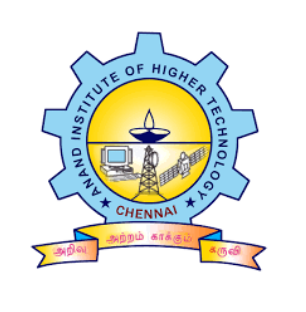 ANAND INSTITUTE OF HIGHER TECHNOLOGY
CHENNAI
அறிவு அற்றம் காக்கும் கருவி